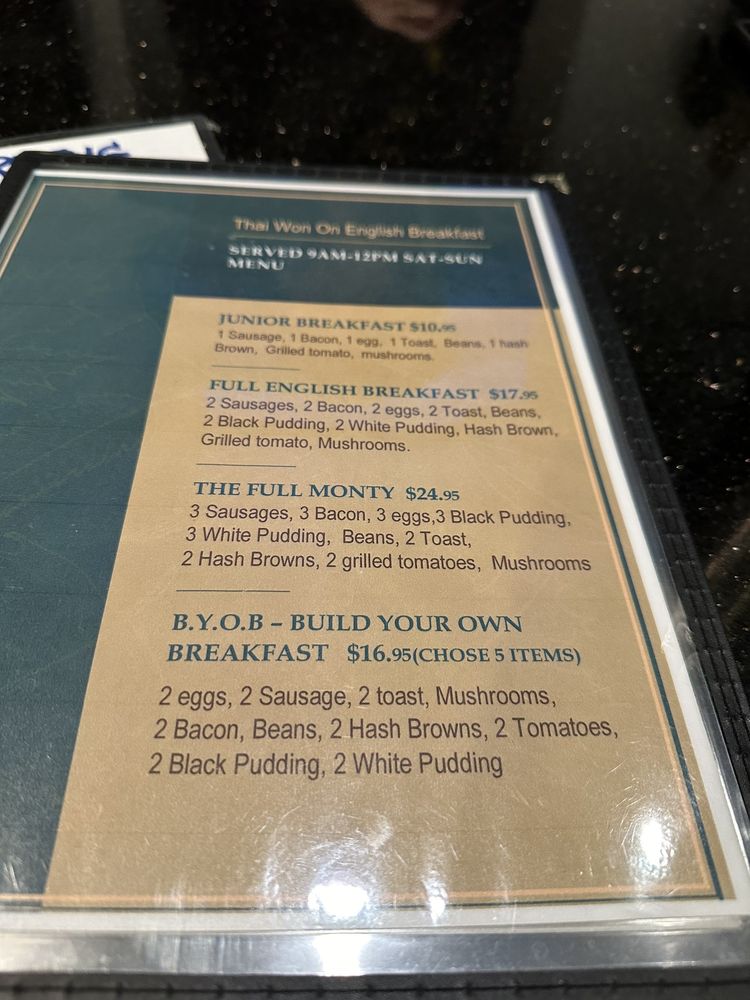 Thai Won On English Breakfast
SERVED 9AM-12PM SAT-SUN
MENU
JUNIOR BREAKFAST $10.95
1 Sausage, 1 Bacon, 1 egg, 1 Toast, Beans, 1 hash
Brown, Grilled tomato, mushrooms.
FULL ENGLISH BREAKFAST $17.95
2 Sausages, 2 Bacon, 2 eggs, 2 Toast, Beans,
2 Black Pudding, 2 White Pudding, Hash Brown,
Grilled tomato, Mushrooms.
THE FULL MONTY $24.95
3 Sausages, 3 Bacon, 3 eggs,3 Black Pudding,
3 White Pudding, Beans, 2 Toast,
2 Hash Browns, 2 grilled tomatoes, Mushrooms
B.Y.O.B – BUILD YOUR OWN
BREAKFAST $16.95(CHOSE 5 ITEMS)
2 eggs, 2 Sausage, 2 toast, Mushrooms,
2 Bacon, Beans, 2 Hash Browns, 2 Tomatoes,
2 Black Pudding, 2 White Pudding